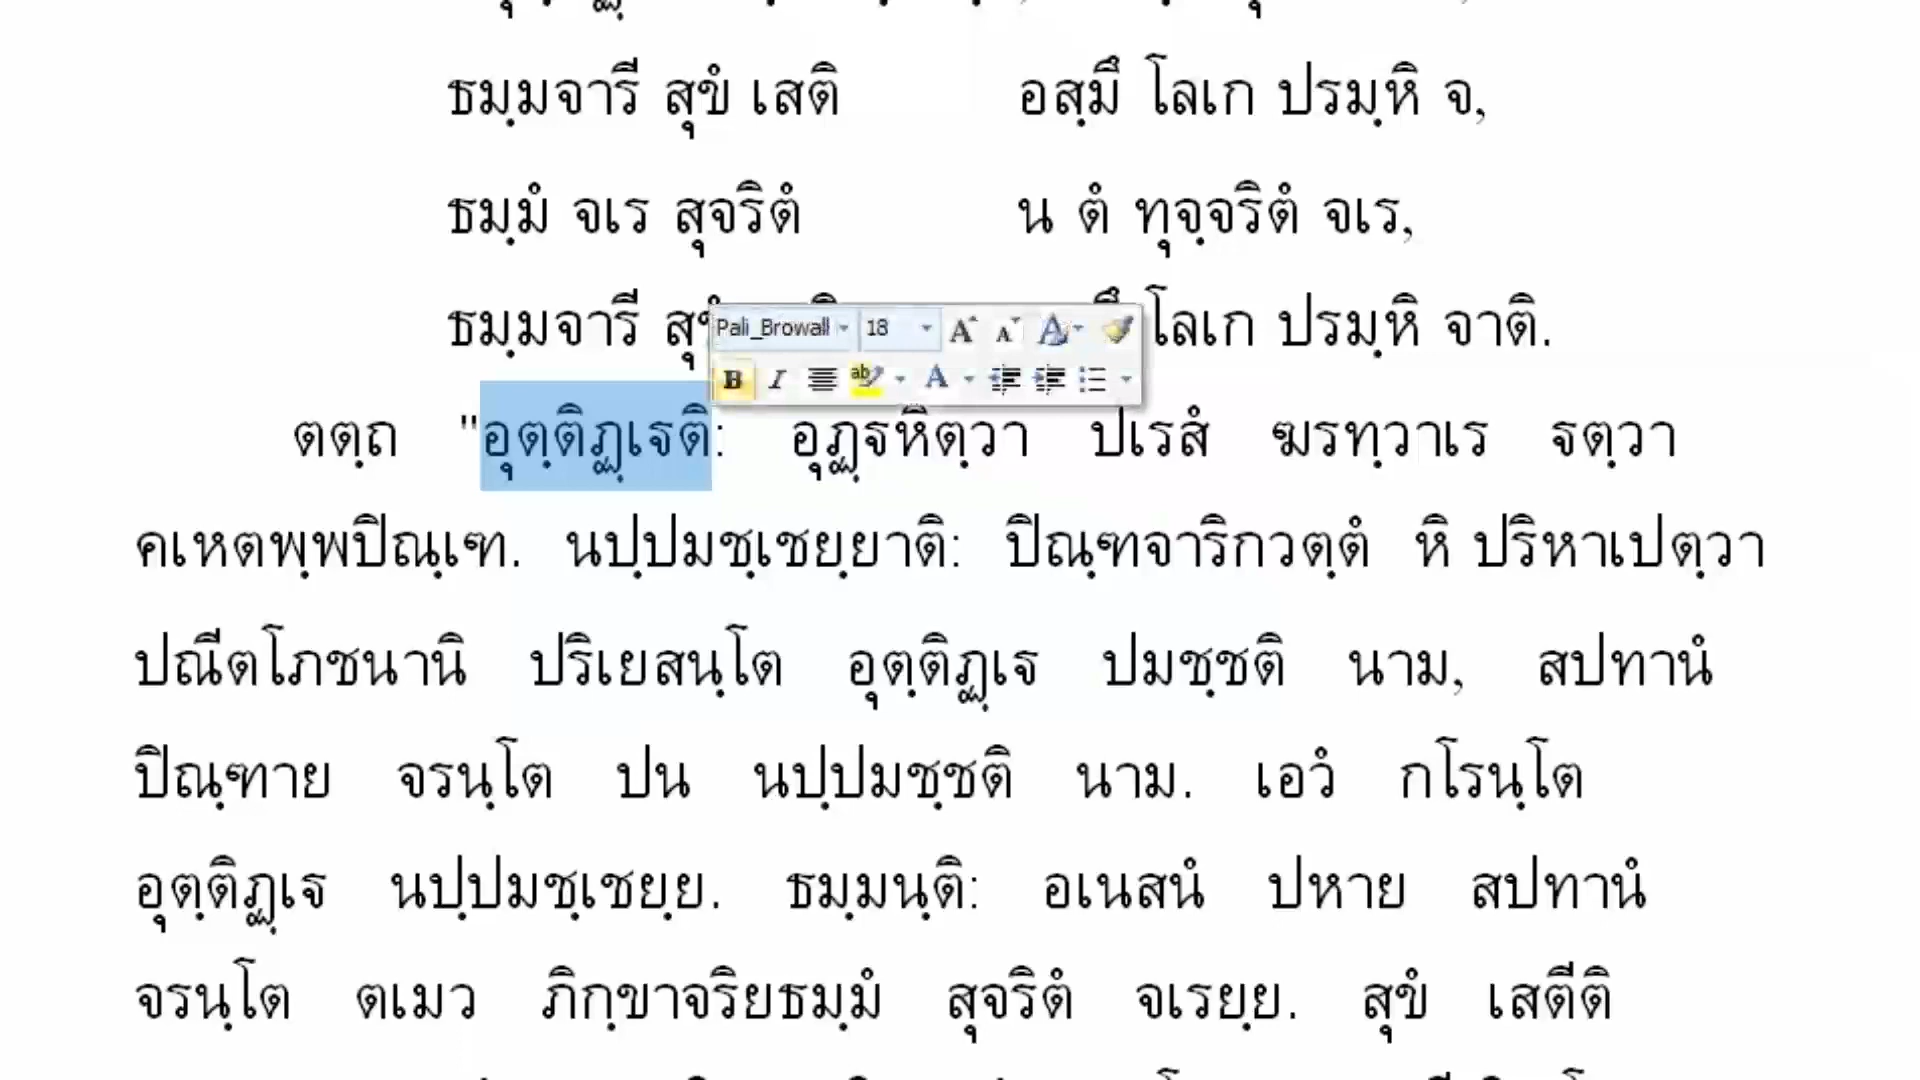 ธมฺมจารี สุขํ เสติ อสฺมึ โลเก ปรมฺหิ จ,
ธมฺมํ จเร สุจริตํ น ตํ ทุจฺจริตํ จเร,
ธมฺมจารี โลเก ปรมฺหิ จาติ.
Pali_Browall 18
ตตฺถ "อุตฺติฏฺเฐติ: อุฏฺฐหิตฺวา ปเรสํ ฆรทฺวาเร ฐตฺวา
คเหตพฺพปิณฺเฑ. นปฺปมชฺเชยฺยาติ: ปิณฺฑจาริกวตฺตํ หิ ปริหาเปตฺวา
ปณีตโภชนานิ ปริเยสนฺโต อุตฺติฏฺเฐ ปมชฺชติ นาม, สปทานํ
ปิณฺฑาย จรนฺโต ปน นปฺปมชฺชติ นาม. เอวํ กโรนฺโต
อุตฺติฏฺเฐ นปฺปมชฺเชยฺย. ธมฺมนฺติ: อเนสนํ ปหาย สปทานํ
จรนฺโต ตเมว ภิกฺขาจริยธมฺมํ สุจริตํ จเรยฺย. สุขํ เสตีติ